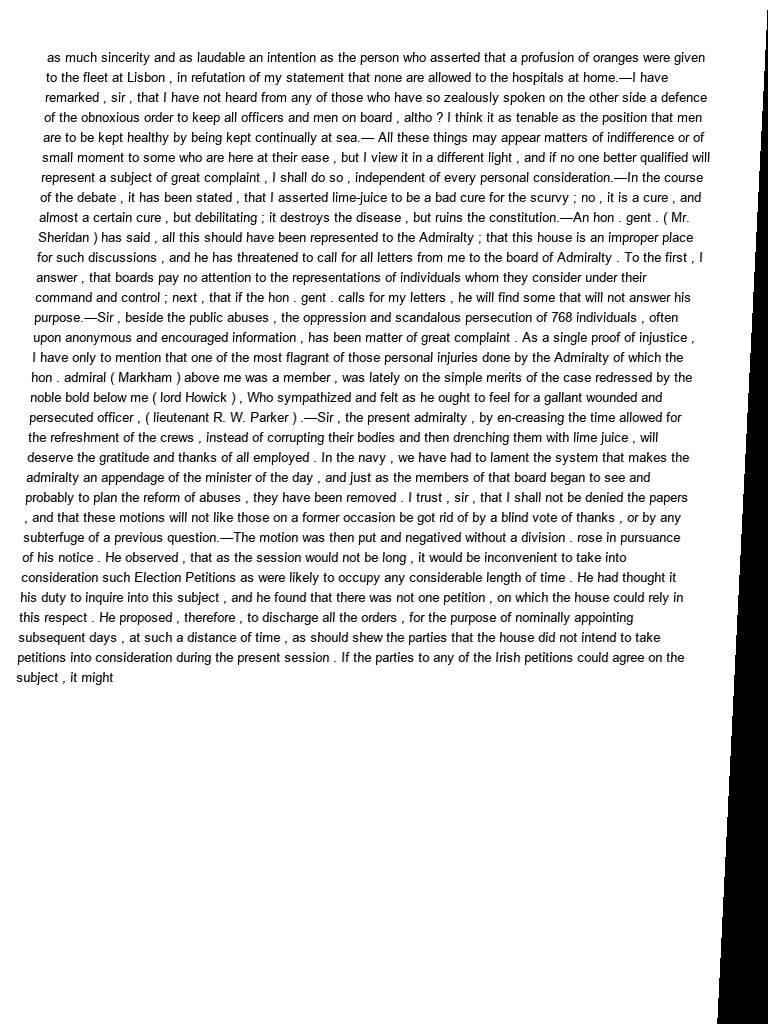 as much sincerity and as laudable an intention as the person who asserted that a profusion of oranges were given
to the fleet at Lisbon , in refutation of my statement that none are allowed to the hospitals at home.—I have
remarked , sir , that I have not heard from any of those who have so zealously spoken on the other side a defence
of the obnoxious order to keep all officers and men on board , altho ? I think it as tenable as the position that men
are to be kept healthy by being kept continually at sea.— All these things may appear matters of indifference or of
small moment to some who are here at their ease , but I view it in a different light , and if no one better qualified will
represent a subject of great complaint , I shall do so , independent of every personal consideration.—In the course
of the debate , it has been stated , that I asserted lime-juice to be a bad cure for the scurvy ; no , it is a cure , and
almost a certain cure , but debilitating ; it destroys the disease , but ruins the constitution.—An hon . gent . ( Mr.
Sheridan ) has said , all this should have been represented to the Admiralty ; that this house is an improper place
for such discussions , and he has threatened to call for all letters from me to the board of Admiralty . To the first , I
answer , that boards pay no attention to the representations of individuals whom they consider under their
command and control ; next , that if the hon . gent . calls for my letters , he will find some that will not answer his
purpose.—Sir , beside the public abuses , the oppression and scandalous persecution of 768 individuals , often
upon anonymous and encouraged information , has been matter of great complaint . As a single proof of injustice ,
I have only to mention that one of the most flagrant of those personal injuries done by the Admiralty of which the
hon . admiral ( Markham ) above me was a member , was lately on the simple merits of the case redressed by the
noble bold below me ( lord Howick ) , Who sympathized and felt as he ought to feel for a gallant wounded and
persecuted officer , ( lieutenant R. W. Parker ) .—Sir , the present admiralty , by en-creasing the time allowed for
the refreshment of the crews , instead of corrupting their bodies and then drenching them with lime juice , will
deserve the gratitude and thanks of all employed . In the navy , we have had to lament the system that makes the
admiralty an appendage of the minister of the day , and just as the members of that board began to see and
probably to plan the reform of abuses , they have been removed . I trust , sir , that I shall not be denied the papers
, and that these motions will not like those on a former occasion be got rid of by a blind vote of thanks , or by any
subterfuge of a previous question.—The motion was then put and negatived without a division . rose in pursuance
of his notice . He observed , that as the session would not be long , it would be inconvenient to take into
consideration such Election Petitions as were likely to occupy any considerable length of time . He had thought it
his duty to inquire into this subject , and he found that there was not one petition , on which the house could rely in
this respect . He proposed , therefore , to discharge all the orders , for the purpose of nominally appointing
subsequent days , at such a distance of time , as should shew the parties that the house did not intend to take
petitions into consideration during the present session . If the parties to any of the Irish petitions could agree on the
subject , it might